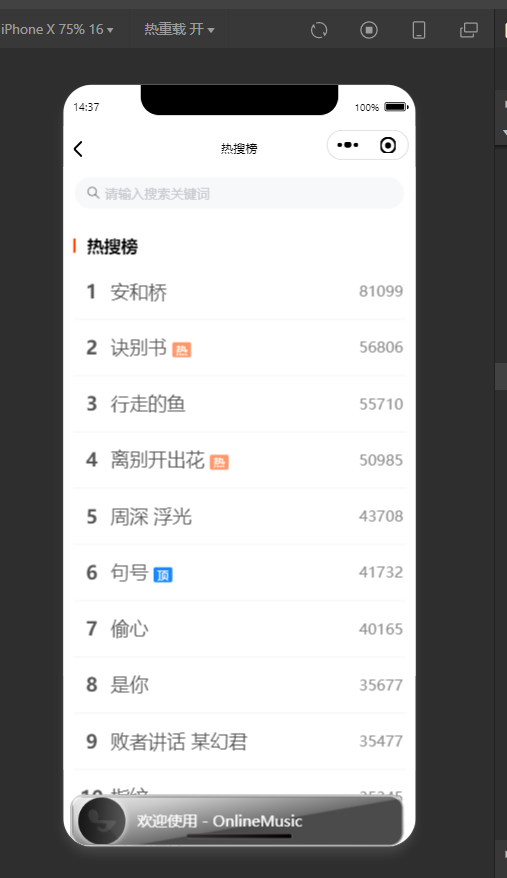 iPhone X 75% 16 热重载 开
14:37 100%
热搜榜
请输入搜索关键词
热搜榜
1 安和桥 81099
2 诀别书 热 56806
3 行走的鱼 55710
4 离别开出花 热 50985
5 周深 浮光 43708
6 句号 顶 41732
7 偷心 40165
8 是你 35677
9 败者讲话 某幻君 35477
10 指纹 35345
欢迎使用 - OnlineMusic